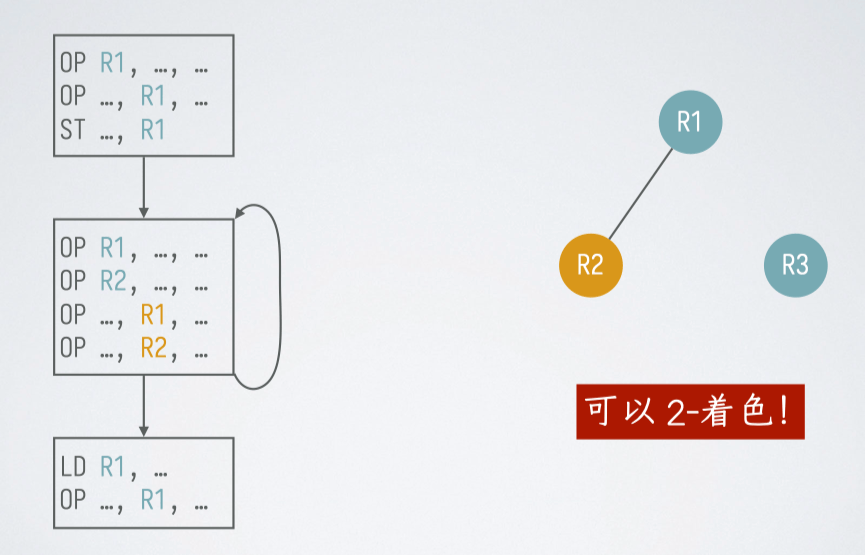 OP R1, …, …
OP …, R1, …
ST …, R1
OP R1, …, …
OP R2, …, …
OP …, R1, …
OP …, R2, …
LD R1, …
OP …, R1, …
R1
R2
R3
可以 2-着色!